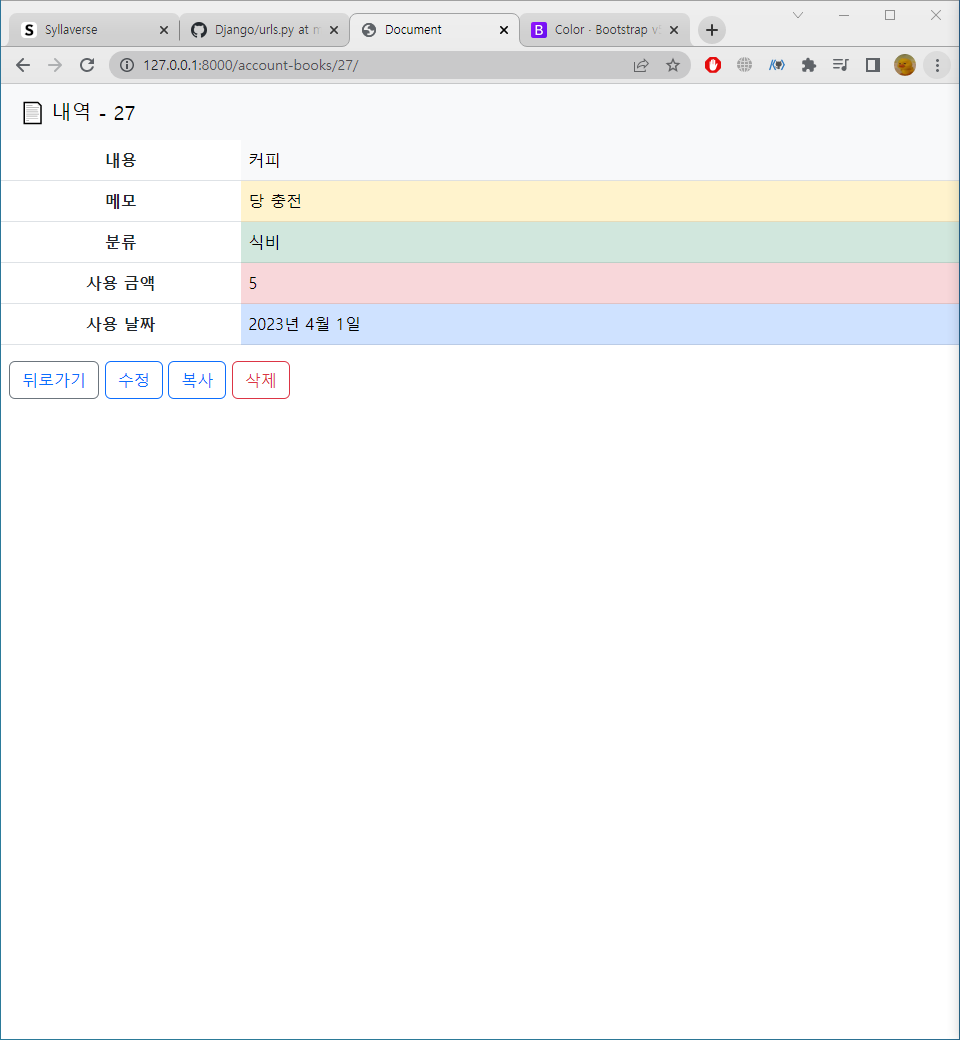 Syllaverse
Django/urls.py at m
Document
Color · Bootstrap v
127.0.0.1:8000/account-books/27/
내역 - 27
내용 커피
메모 당 충전
분류 식비
사용 금액 5
사용 날짜 2023년 4월 1일
뒤로가기 수정 복사 삭제